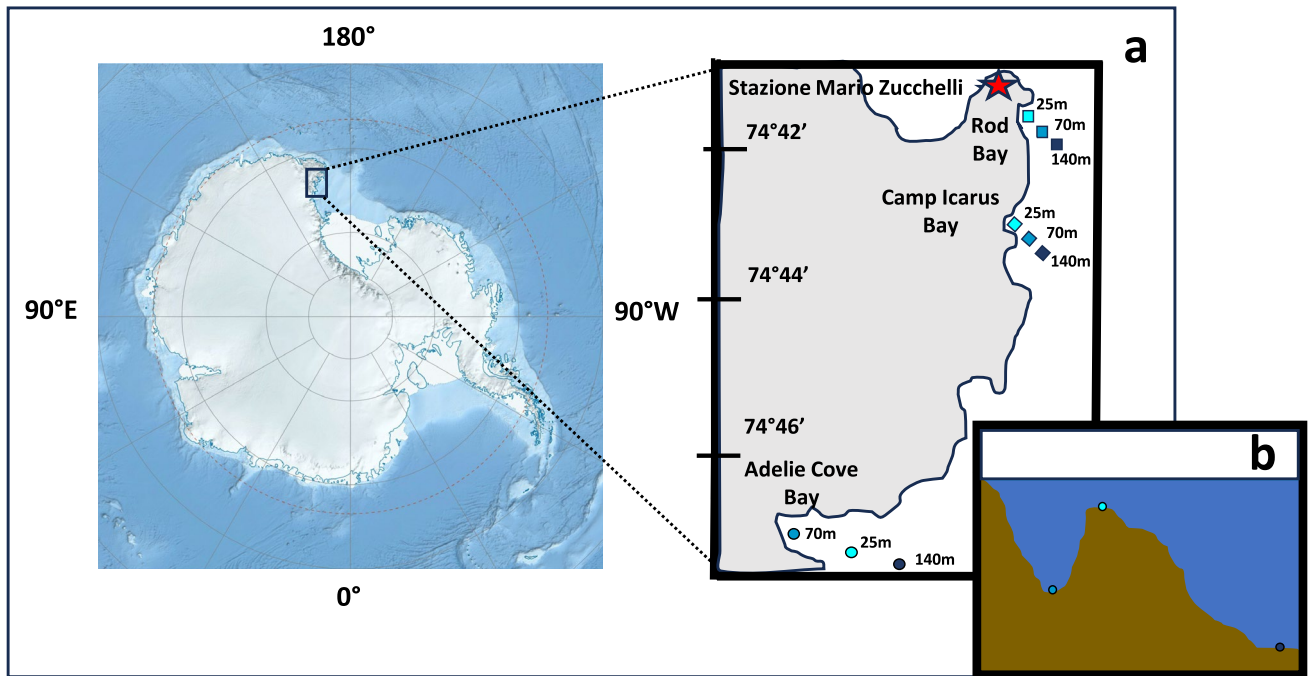 180°
a
Stazione Mario Zucchelli
25m
74°42’
Rod
Bay
70m
140m
Camp Icarus
Bay
25m
70m
140m
74°44’
90°E
90°W
74°46’
Adelie Cove
Bay
70m
25m
140m
b
0°